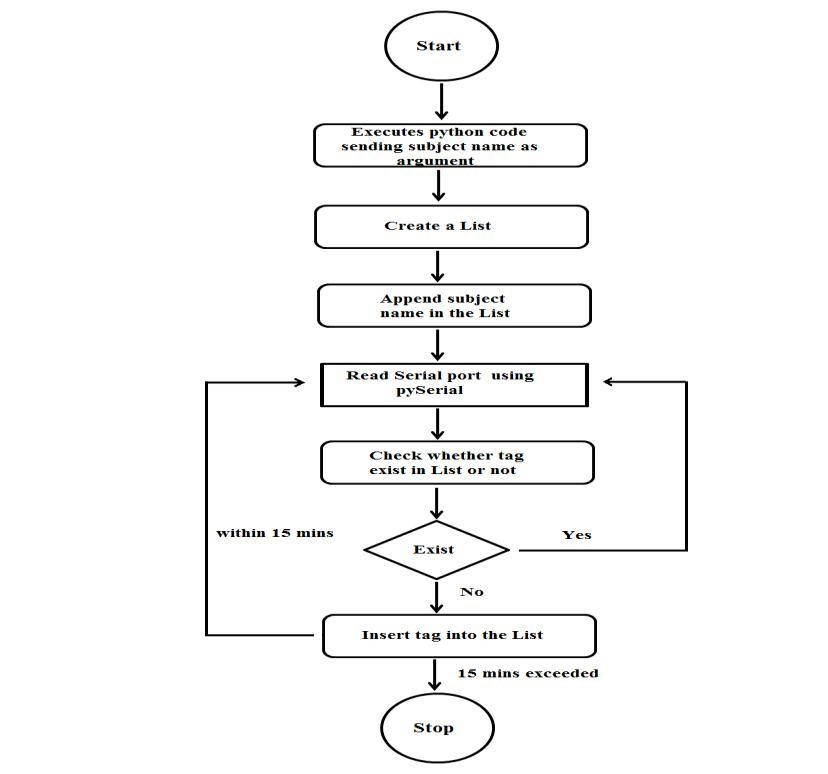 Start
Executes python code
sending subject name as
argument
Create a List
Append subject
name in the List
Read Serial port using
pySerial
Check whether tag
exist in List or not
within 15 mins
Exist
Yes
No
Insert tag into the List
15 mins exceeded
Stop